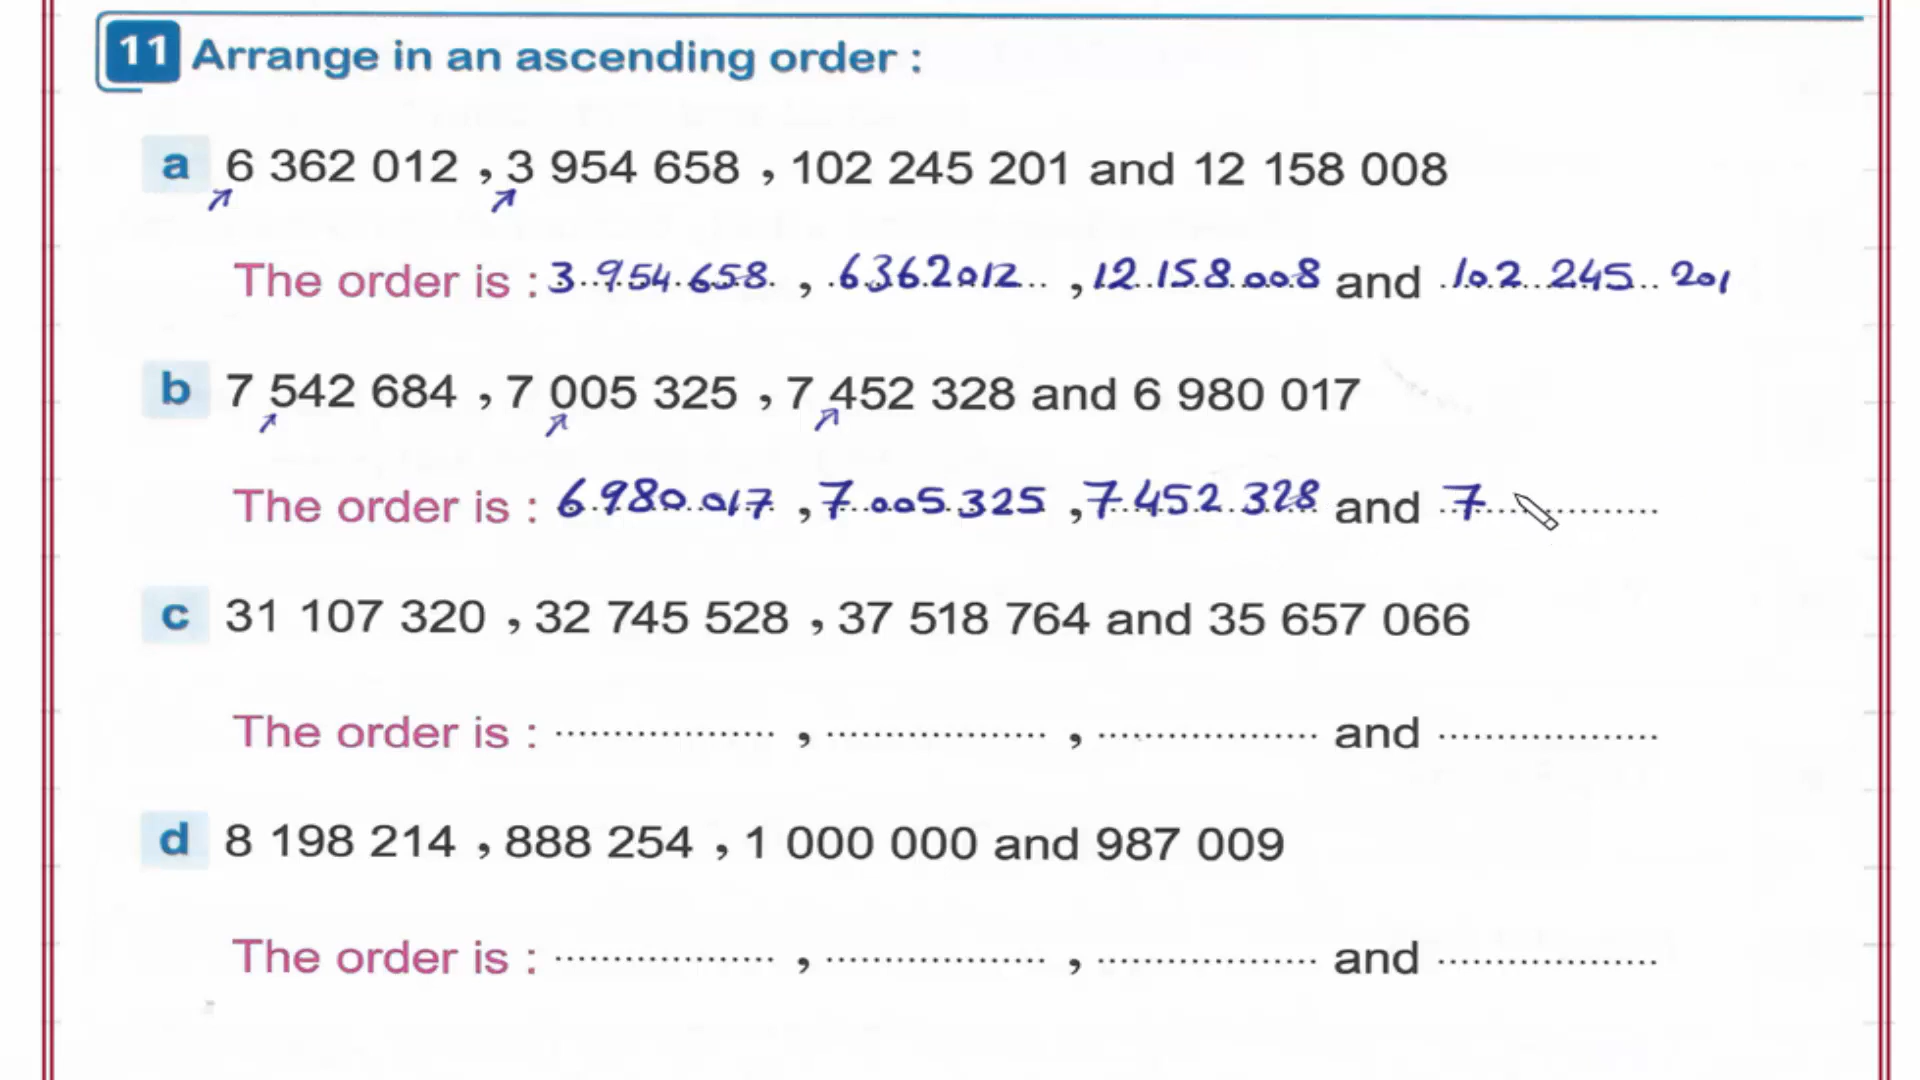 11 Arrange in an ascending order :
a 6 362 012 , 3 954 658 , 102 245 201 and 12 158 008
The order is : 3 954 658 , 6362012 , 12 158 008 and 102 245 201
b 7 542 684 , 7 005 325 , 7 452 328 and 6 980 017
The order is : 6 980 017 , 7 005 325 , 7 452 328 and 7
c 31 107 320 , 32 745 528 , 37 518 764 and 35 657 066
The order is : .................... , .................... , .................... and ....................
d 8 198 214 , 888 254 , 1 000 000 and 987 009
The order is : .................... , .................... , .................... and ....................